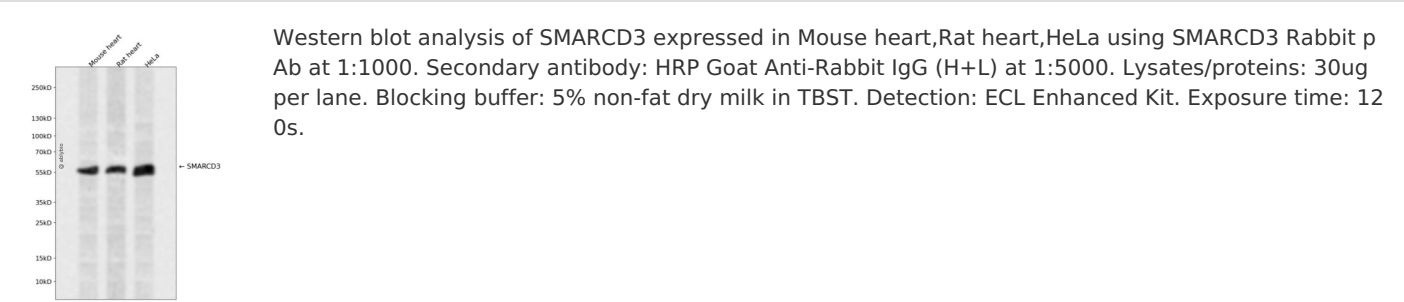 Mouse heart
Rat heart
HeLa
250kD
130kD
100kD
70kD
55kD
35kD
25kD
15kD
10kD
← SMARCD3
Western blot analysis of SMARCD3 expressed in Mouse heart,Rat heart,HeLa using SMARCD3 Rabbit p
Ab at 1:1000. Secondary antibody: HRP Goat Anti-Rabbit IgG (H+L) at 1:5000. Lysates/proteins: 30ug
per lane. Blocking buffer: 5% non-fat dry milk in TBST. Detection: ECL Enhanced Kit. Exposure time: 12
0s.